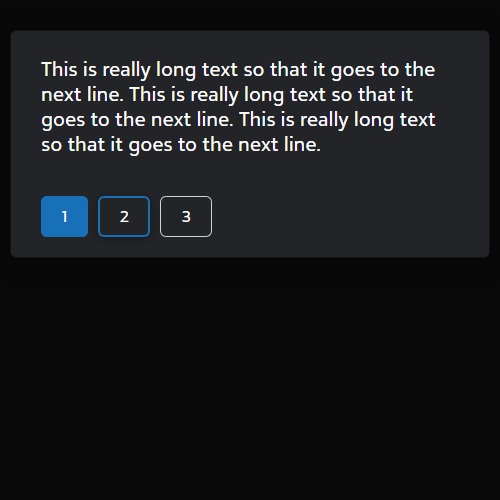 This is really long text so that it goes to the
next line. This is really long text so that it
goes to the next line. This is really long text
so that it goes to the next line.
1 2 3